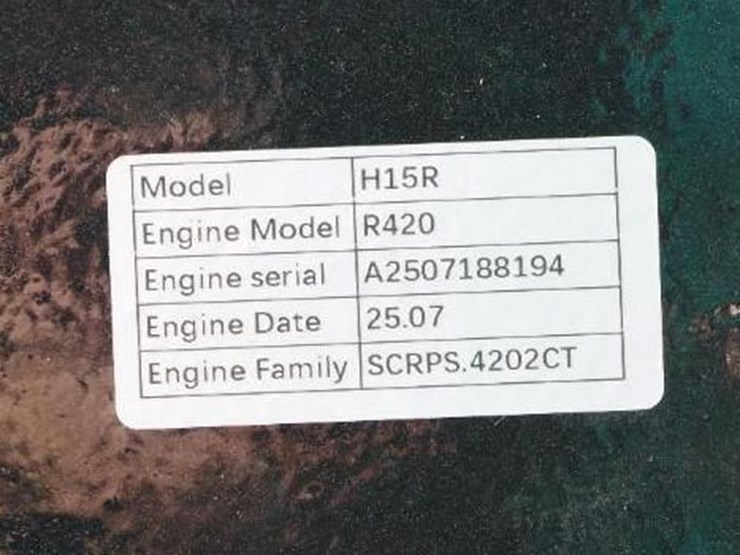 Model H15R
Engine Model R420
Engine serial A2507188194
Engine Date 25.07
Engine Family SCRPS.4202CT